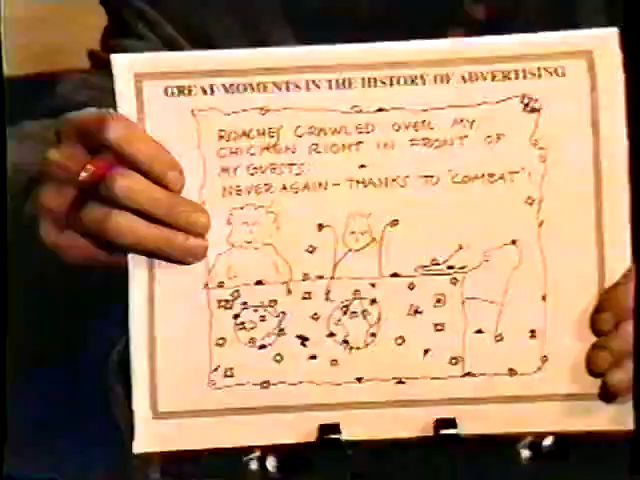 GREAT MOMENTS IN THE HISTORY OF ADVERTISING
ROACHES CRAWLED OVER MY
CHICKEN RIGHT IN FRONT OF
MY GUESTS.
NEVER AGAIN - THANKS TO "COMBAT"!